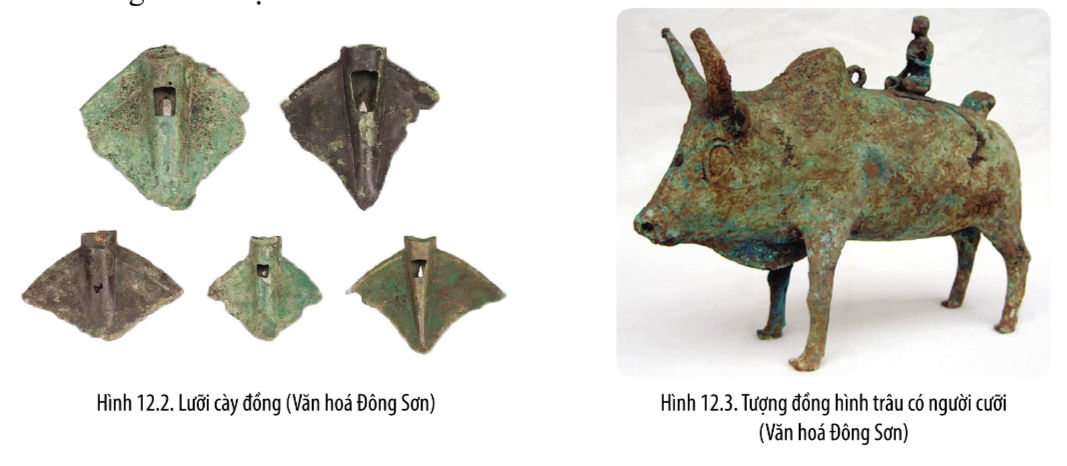 Hình 12.2. Lưỡi cày đồng (Văn hoá Đông Sơn)
Hình 12.3. Tượng đồng hình trâu có người cưỡi
(Văn hoá Đông Sơn)